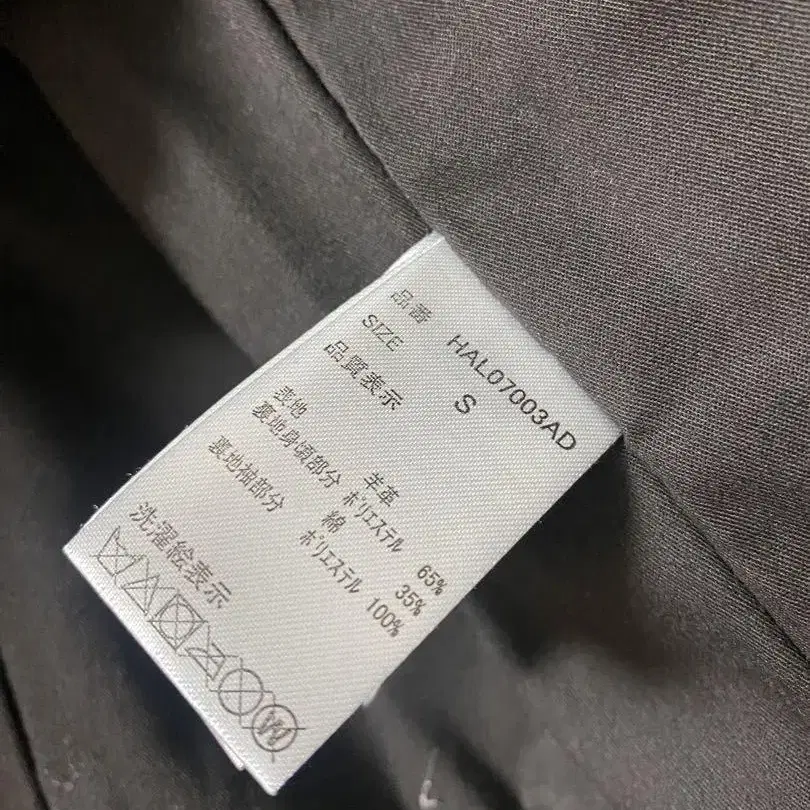 品番 HAL07003AD
SIZE S
品質表示
表地 羊革
裏地身頃部分 ポリエステル 65%
綿 35%
裏地袖部分 ポリエステル 100%
洗濯絵表示
W